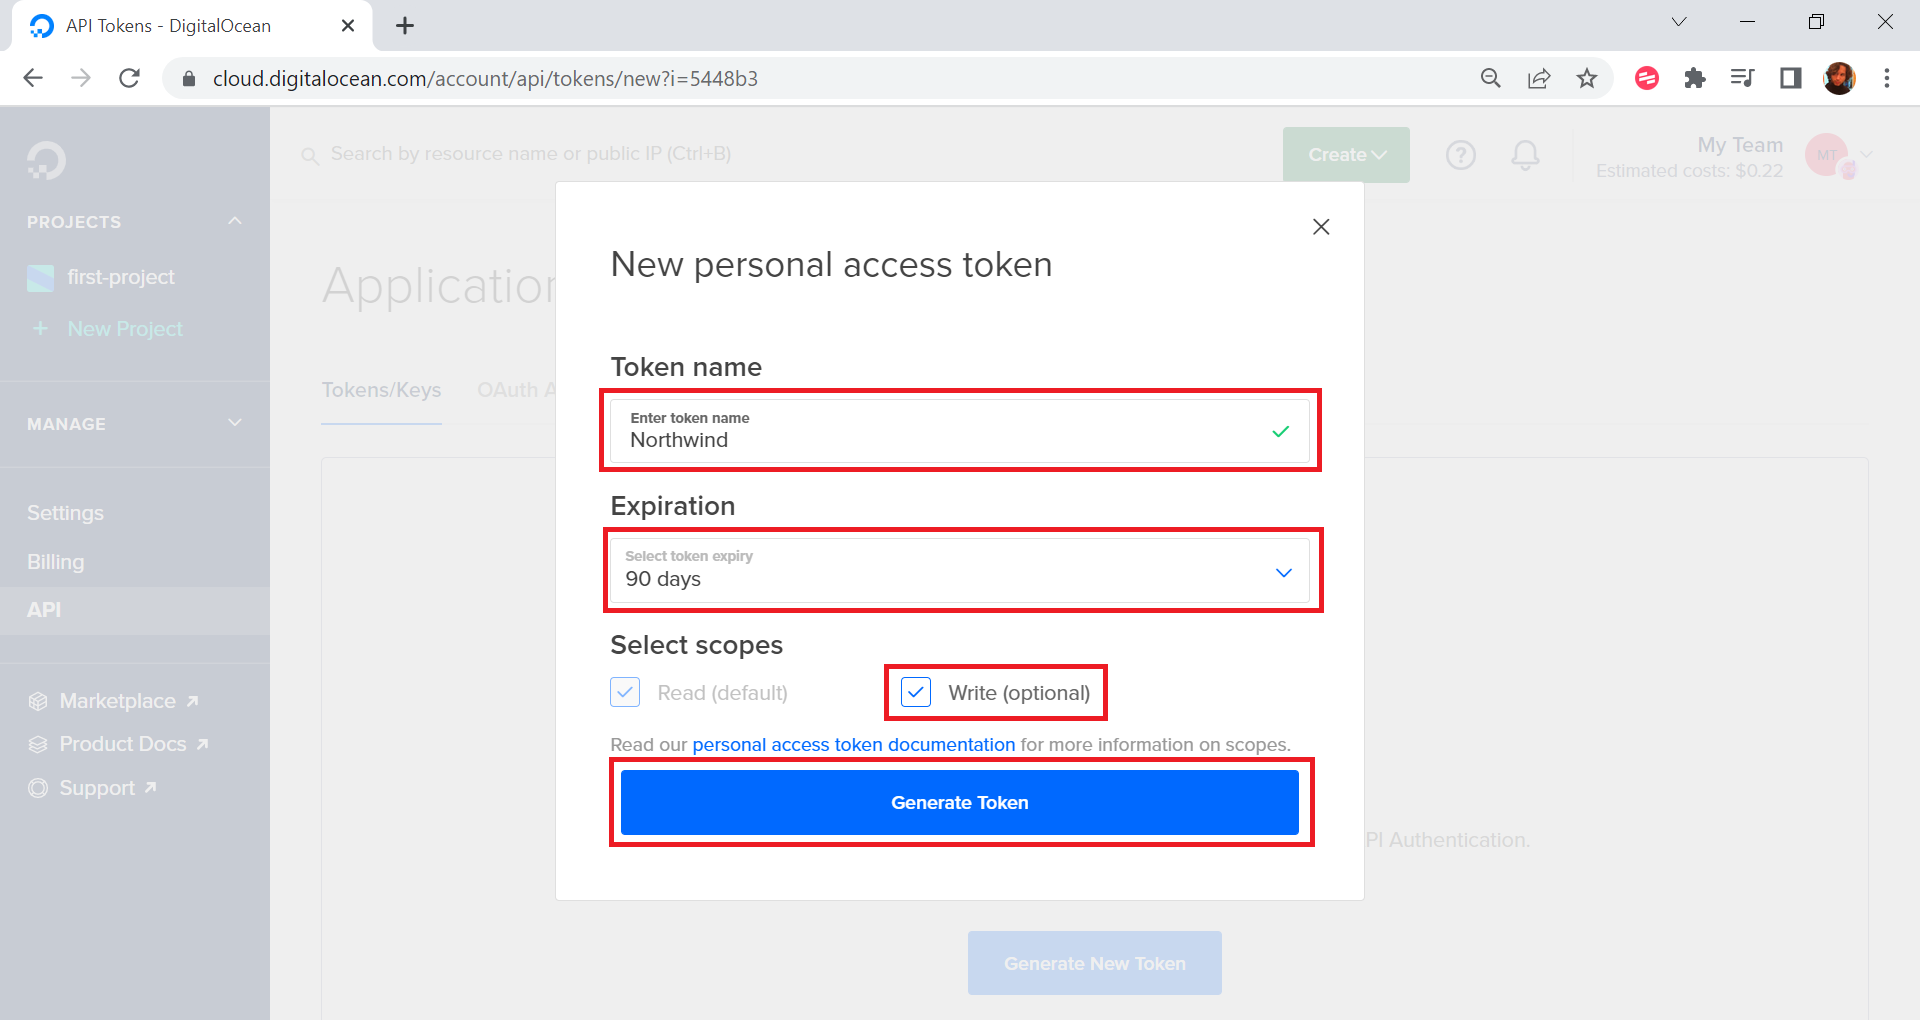 API Tokens - DigitalOcean
cloud.digitalocean.com/account/api/tokens/new?i=5448b3
Search by resource name or public IP (Ctrl+B)
Create
My Team
Estimated costs: $0.22
MT
PROJECTS
first-project
+ New Project
MANAGE
Settings
Billing
API
Marketplace
Product Docs
Support
Application
Tokens/Keys
OAuth A
New personal access token
Token name
Enter token name
Northwind
Expiration
Select token expiry
90 days
Select scopes
Read (default)
Write (optional)
Read our personal access token documentation for more information on scopes.
Generate Token
PI Authentication.
Generate New Token